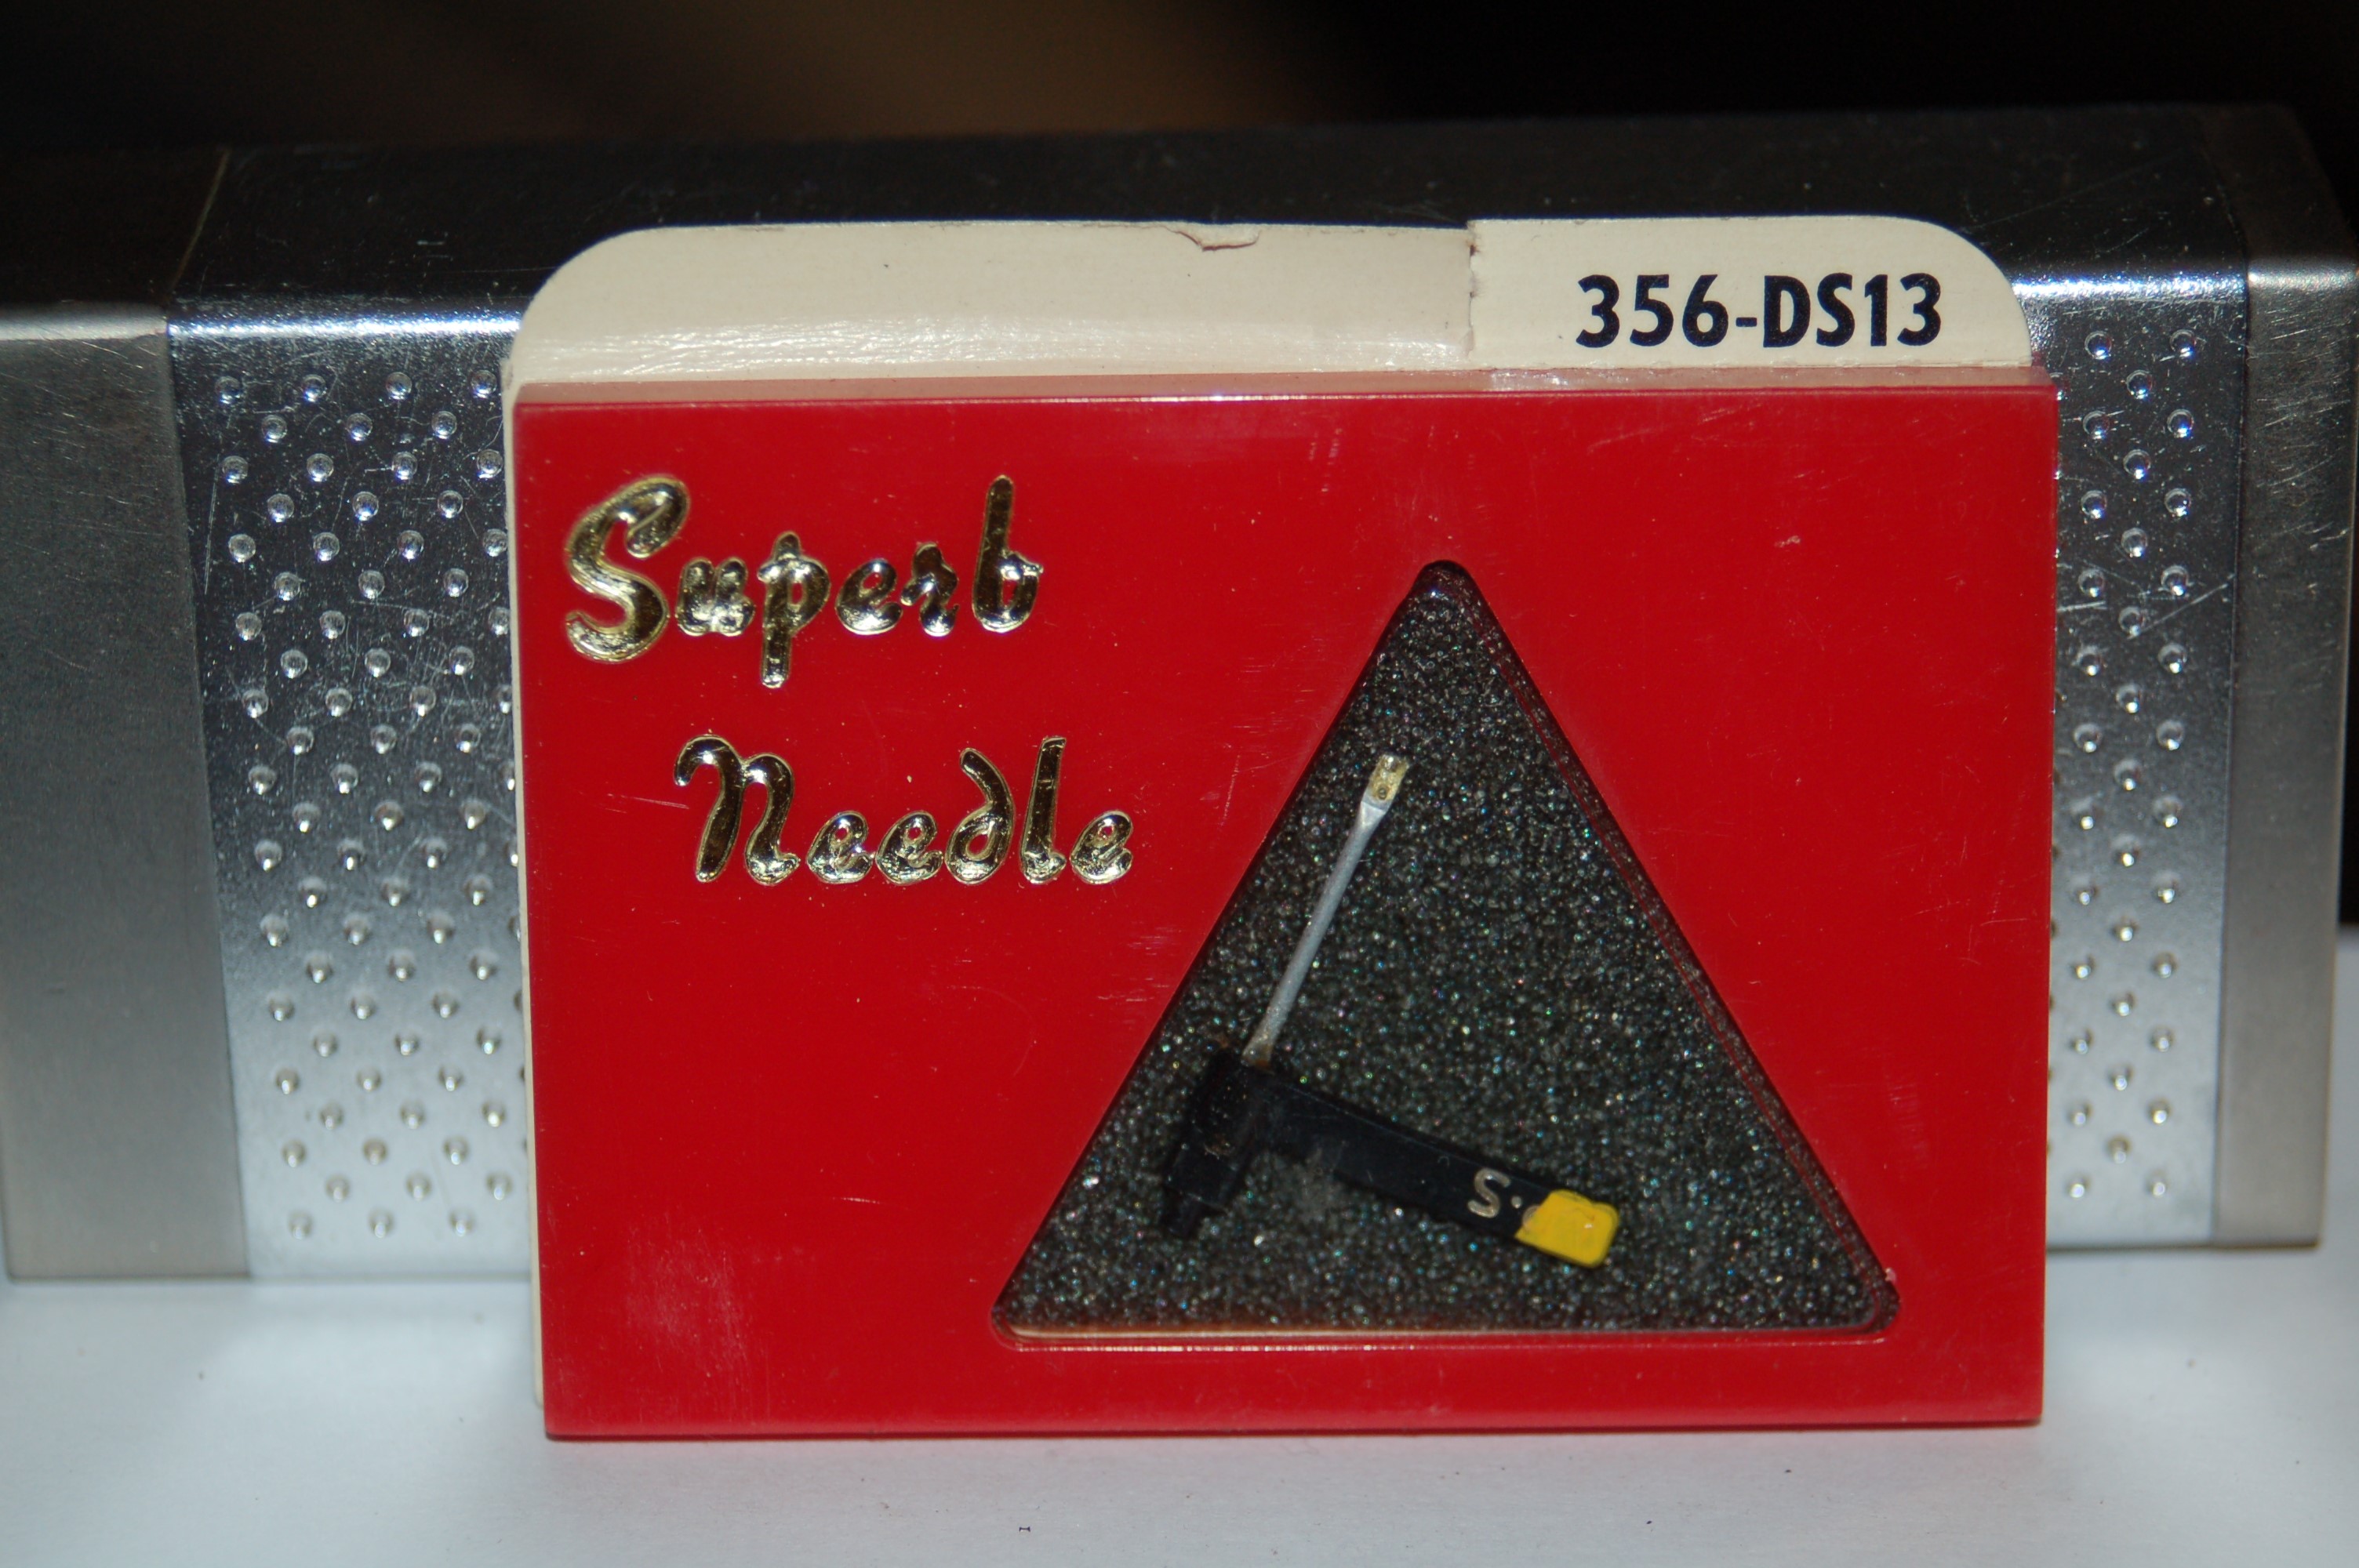 356-DS13
Superb
Needle
S.